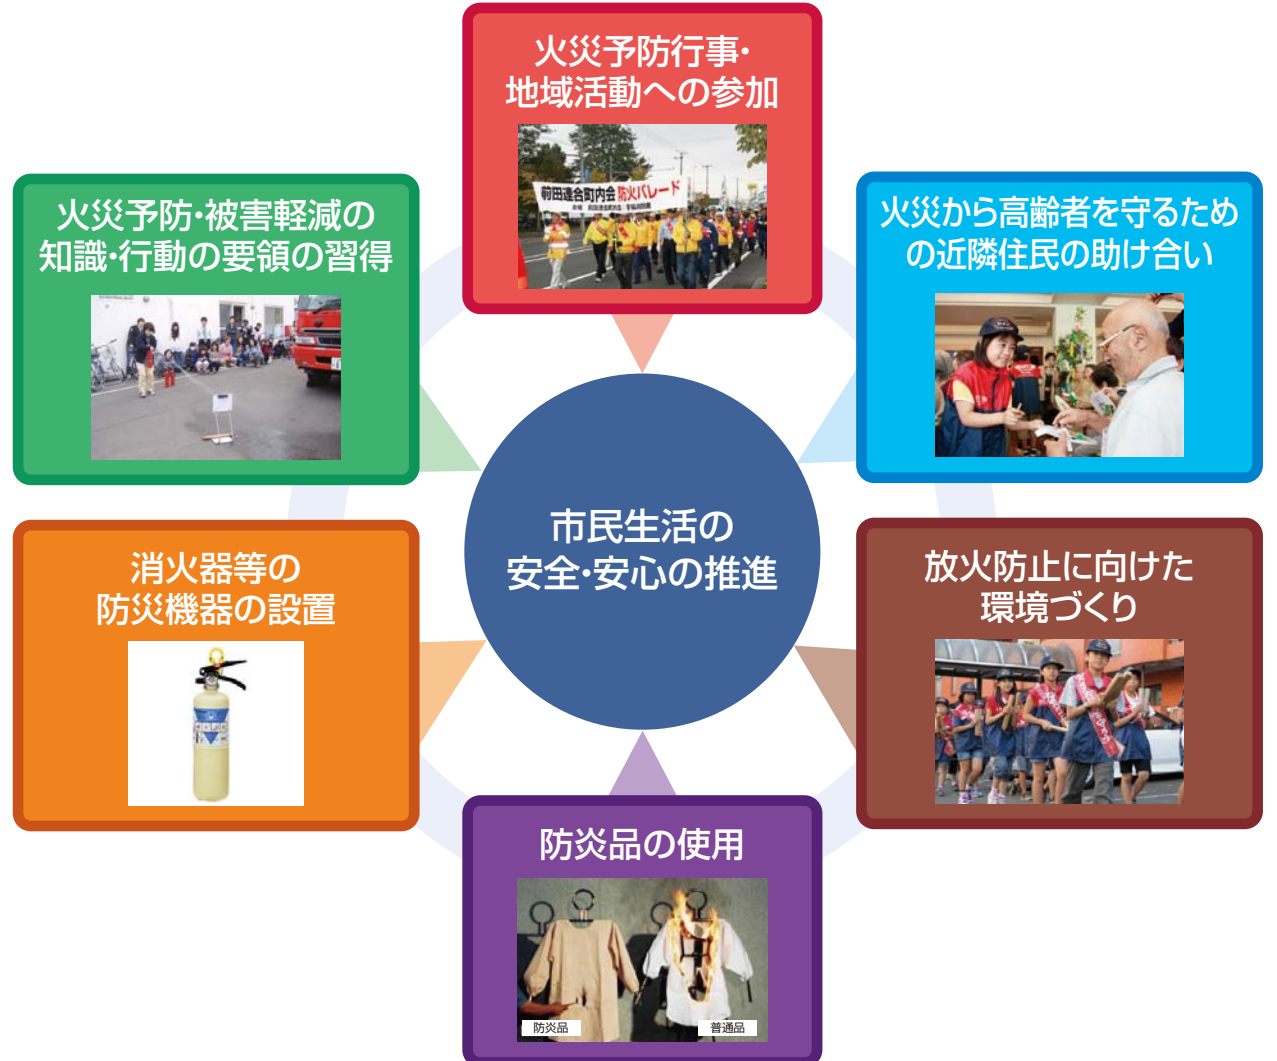 火災予防行事・
地域活動への参加
前田連合町内会 防火パレード
火災予防・被害軽減の
知識・行動の要領の習得
火災から高齢者を守るため
の近隣住民の助け合い
市民生活の
安全・安心の推進
消火器等の
防災機器の設置
放火防止に向けた
環境づくり
防炎品の使用
防炎品
普通品